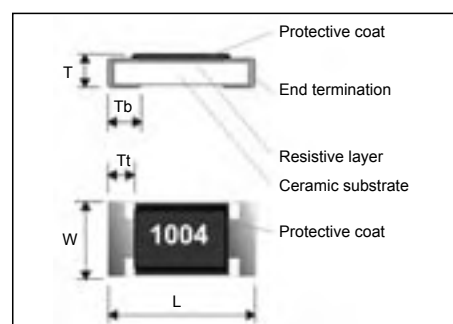 Protective coat
T
End termination
Tb
Resistive layer
Tt
Ceramic substrate
1004
Protective coat
W
L